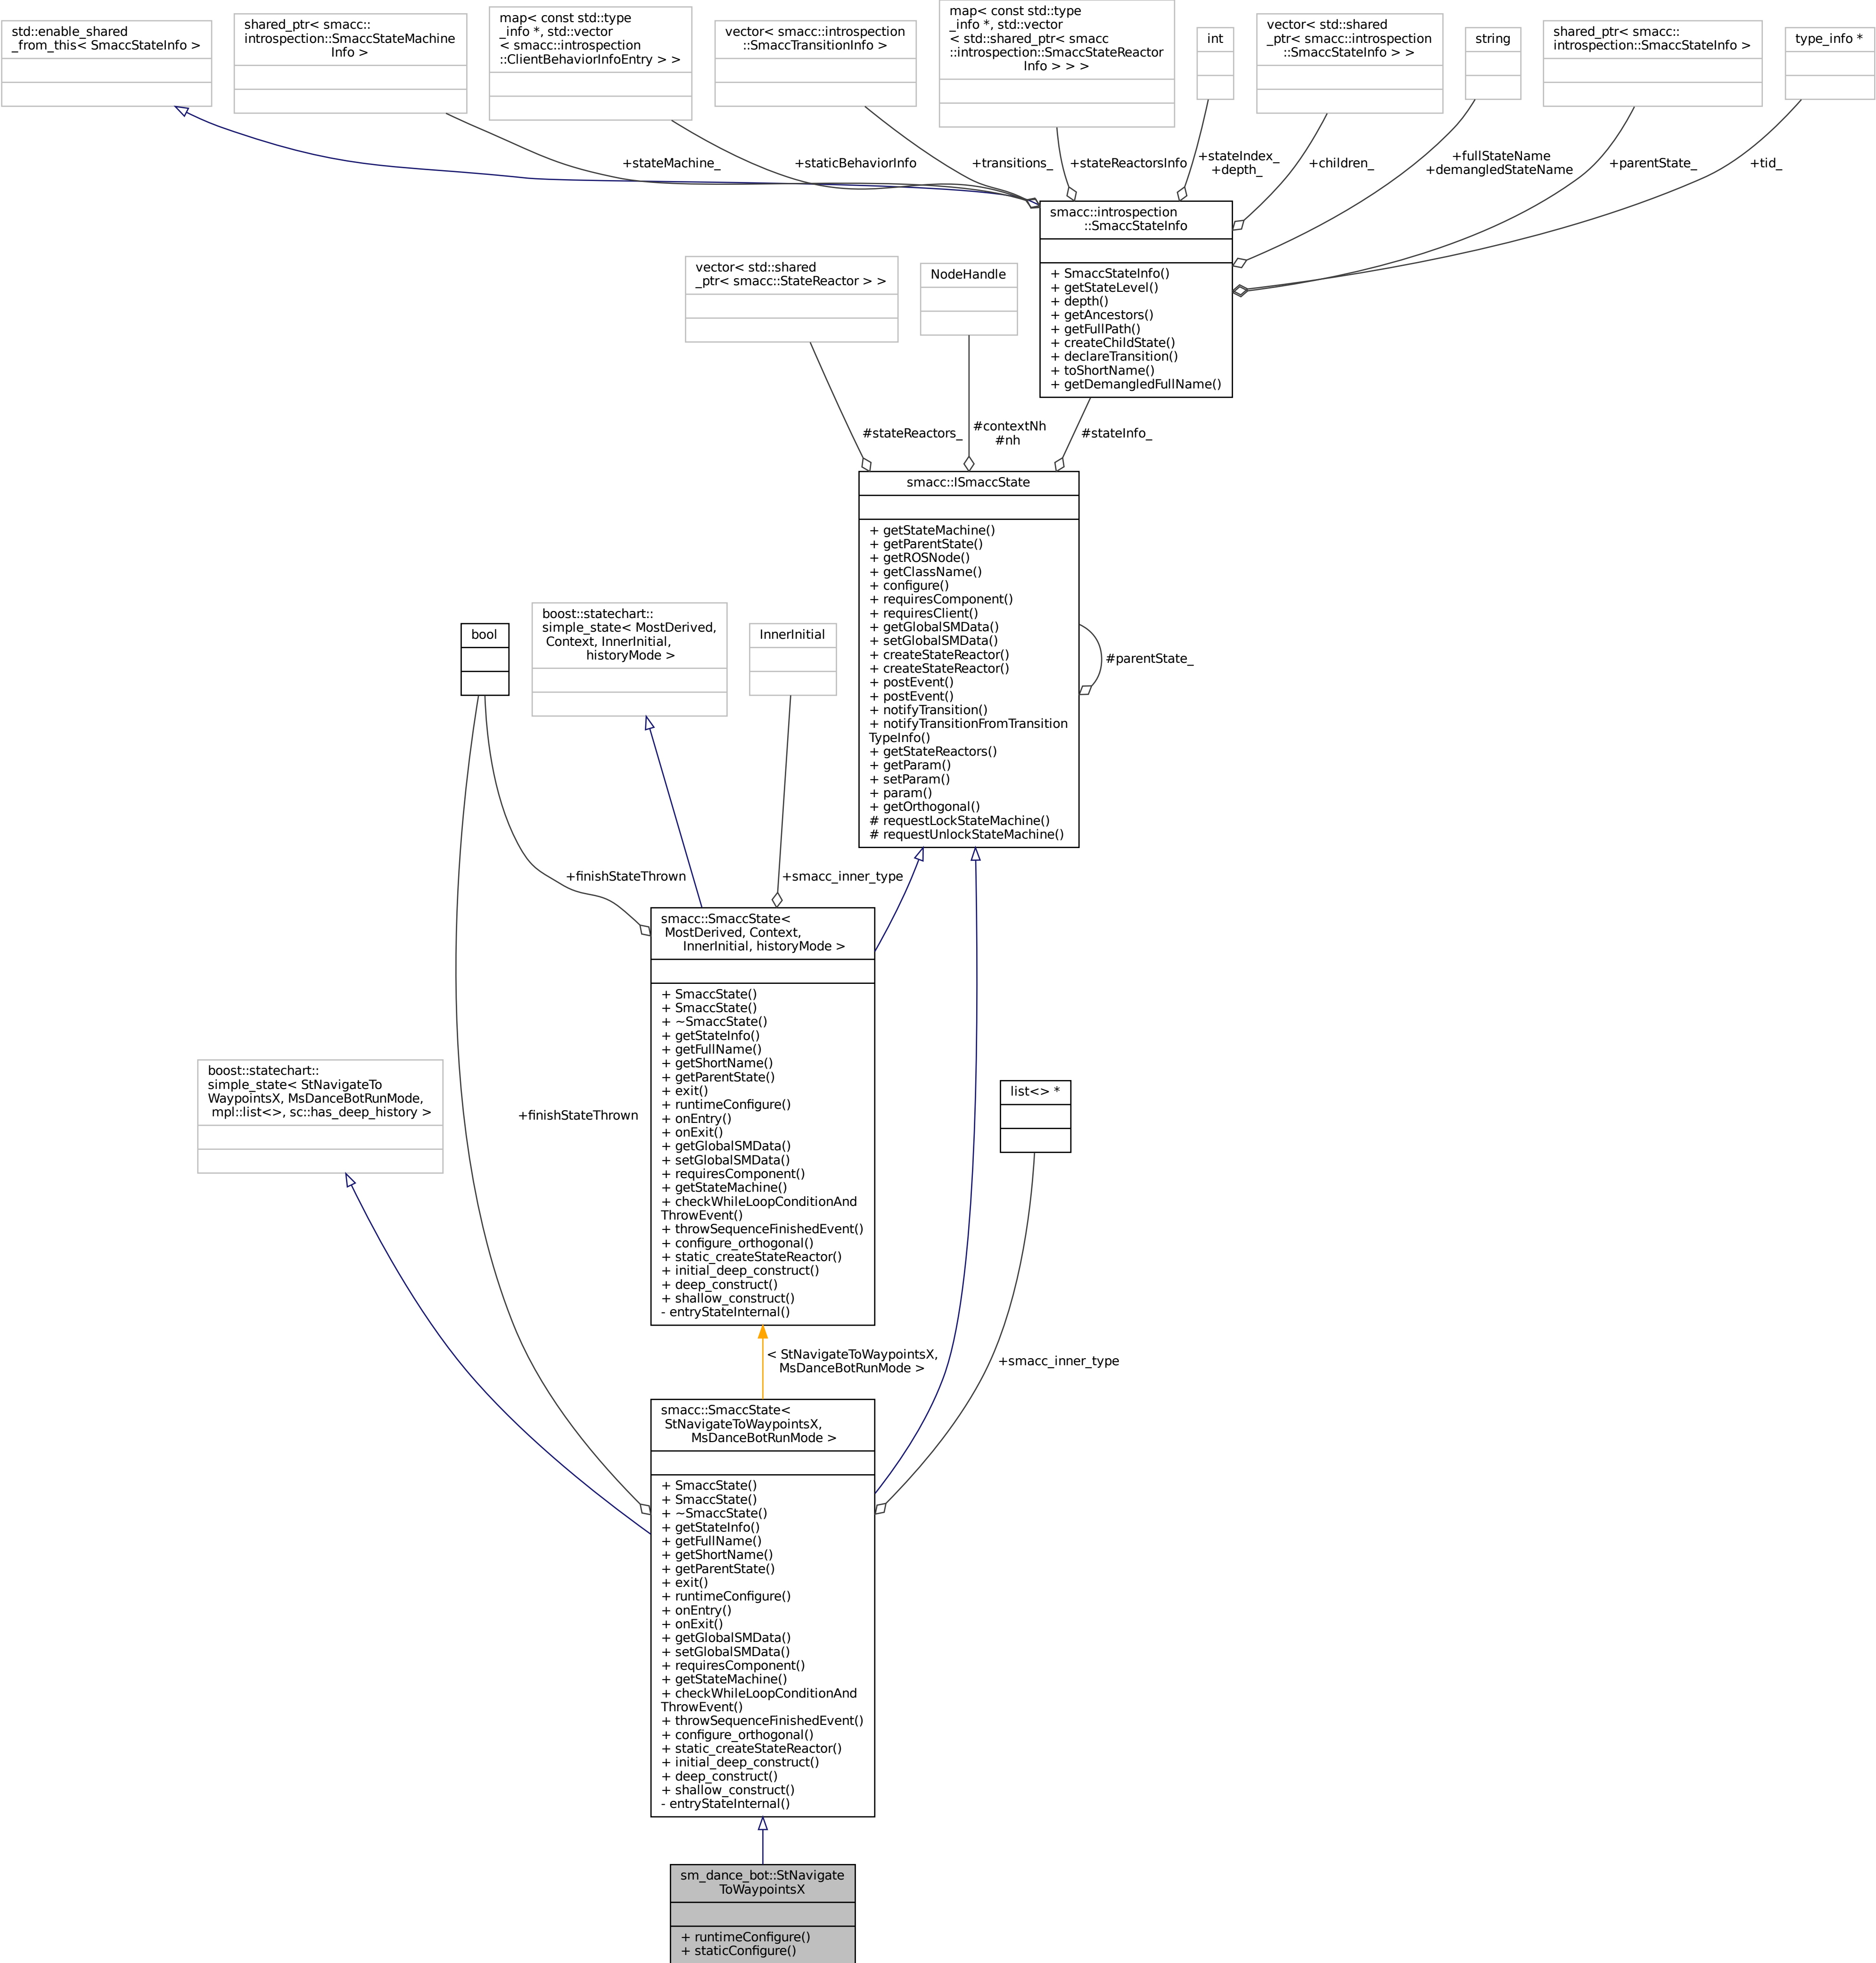 std::enable_shared
_from_this< SmaccStateInfo >
shared_ptr< smacc::
introspection::SmaccStateMachine
Info >
map< const std::type
_info *, std::vector
< smacc::introspection
::ClientBehaviorInfoEntry > >
vector< smacc::introspection
::SmaccTransitionInfo >
map< const std::type
_info *, std::vector
< std::shared_ptr< smacc
::introspection::SmaccStateReactor
Info > > >
int
vector< std::shared
_ptr< smacc::introspection
::SmaccStateInfo > >
string
shared_ptr< smacc::
introspection::SmaccStateInfo >
type_info *
+stateMachine_
+staticBehaviorInfo
+transitions_
+stateReactorsInfo
+stateIndex_
+depth_
+children_
+fullStateName
+demangledStateName
+parentState_
+tid_
smacc::introspection
::SmaccStateInfo
+ SmaccStateInfo()
+ getStateLevel()
+ depth()
+ getAncestors()
+ getFullPath()
+ createChildState()
+ declareTransition()
+ toShortName()
+ getDemangledFullName()
vector< std::shared
_ptr< smacc::StateReactor > >
NodeHandle
#stateReactors_
#contextNh
#nh
#stateInfo_
smacc::ISmaccState
+ getStateMachine()
+ getParentState()
+ getROSNode()
+ getClassName()
+ configure()
+ requiresComponent()
+ requiresClient()
+ getGlobalSMData()
+ setGlobalSMData()
+ createStateReactor()
+ createStateReactor()
+ postEvent()
+ postEvent()
+ notifyTransition()
+ notifyTransitionFromTransition
TypeInfo()
+ getStateReactors()
+ getParam()
+ setParam()
+ param()
+ getOrthogonal()
# requestLockStateMachine()
# requestUnlockStateMachine()
#parentState_
bool
boost::statechart::
simple_state< MostDerived,
Context, InnerInitial,
historyMode >
InnerInitial
+finishStateThrown
+smacc_inner_type
smacc::SmaccState<
MostDerived, Context,
InnerInitial, historyMode >
+ SmaccState()
+ SmaccState()
+ ~SmaccState()
+ getStateInfo()
+ getFullName()
+ getShortName()
+ getParentState()
+ exit()
+ runtimeConfigure()
+ onEntry()
+ onExit()
+ getGlobalSMData()
+ setGlobalSMData()
+ requiresComponent()
+ getStateMachine()
+ checkWhileLoopConditionAnd
ThrowEvent()
+ throwSequenceFinishedEvent()
+ configure_orthogonal()
+ static_createStateReactor()
+ initial_deep_construct()
+ deep_construct()
+ shallow_construct()
- entryStateInternal()
boost::statechart::
simple_state< StNavigateTo
WaypointsX, MsDanceBotRunMode,
mpl::list<>, sc::has_deep_history >
+finishStateThrown
list<> *
< StNavigateToWaypointsX,
MsDanceBotRunMode >
+smacc_inner_type
smacc::SmaccState<
StNavigateToWaypointsX,
MsDanceBotRunMode >
+ SmaccState()
+ SmaccState()
+ ~SmaccState()
+ getStateInfo()
+ getFullName()
+ getShortName()
+ getParentState()
+ exit()
+ runtimeConfigure()
+ onEntry()
+ onExit()
+ getGlobalSMData()
+ setGlobalSMData()
+ requiresComponent()
+ getStateMachine()
+ checkWhileLoopConditionAnd
ThrowEvent()
+ throwSequenceFinishedEvent()
+ configure_orthogonal()
+ static_createStateReactor()
+ initial_deep_construct()
+ deep_construct()
+ shallow_construct()
- entryStateInternal()
sm_dance_bot::StNavigate
ToWaypointsX
+ runtimeConfigure()
+ staticConfigure()